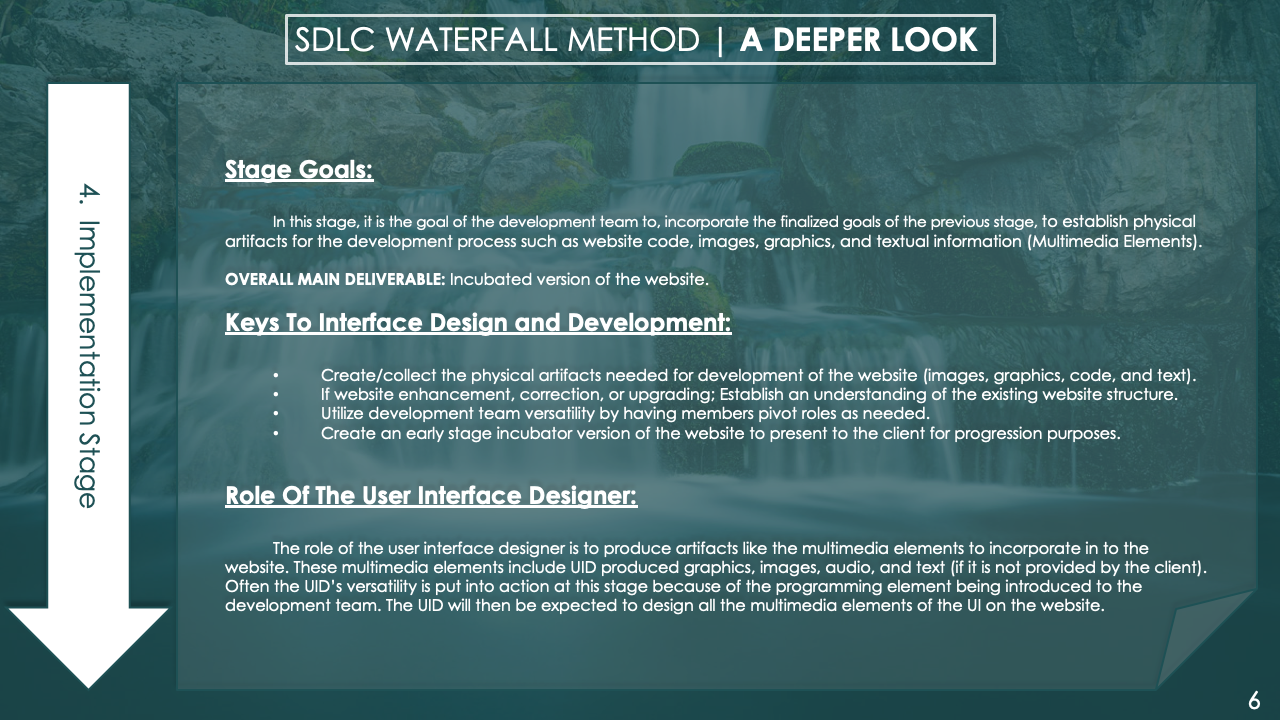 SDLC WATERFALL METHOD | A DEEPER LOOK
4. Implementation Stage
Stage Goals:
In this stage, it is the goal of the development team to, incorporate the finalized goals of the previous stage, to establish physical
artifacts for the development process such as website code, images, graphics, and textual information (Multimedia Elements).
OVERALL MAIN DELIVERABLE: Incubated version of the website.
Keys To Interface Design and Development:
• Create/collect the physical artifacts needed for development of the website (images, graphics, code, and text).
• If website enhancement, correction, or upgrading; Establish an understanding of the existing website structure.
• Utilize development team versatility by having members pivot roles as needed.
• Create an early stage incubator version of the website to present to the client for progression purposes.
Role Of The User Interface Designer:
The role of the user interface designer is to produce artifacts like the multimedia elements to incorporate in to the
website. These multimedia elements include UID produced graphics, images, audio, and text (if it is not provided by the client).
Often the UID’s versatility is put into action at this stage because of the programming element being introduced to the
development team. The UID will then be expected to design all the multimedia elements of the UI on the website.
6